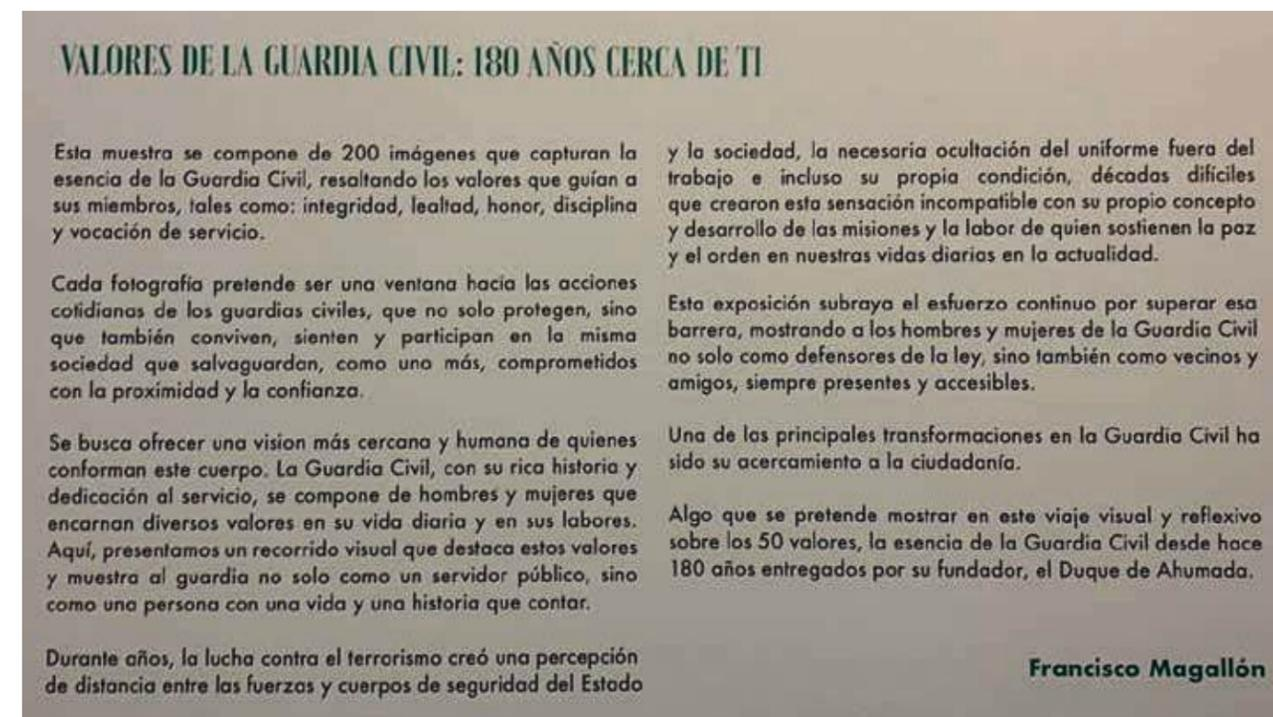 VALORES DE LA GUARDIA CIVIL: 180 AÑOS CERCA DE TI
Esta muestra se compone de 200 imágenes que capturan la
esencia de la Guardia Civil, resaltando los valores que guían a
sus miembros, tales como: integridad, lealtad, honor, disciplina
y vocación de servicio.
Cada fotografía pretende ser una ventana hacia las acciones
cotidianas de los guardias civiles, que no solo protegen, sino
que también conviven, sienten y participan en la misma
sociedad que salvaguardan, como uno más, comprometidos
con la proximidad y la confianza.
Se busca ofrecer una vision más cercana y humana de quienes
conforman este cuerpo. La Guardia Civil, con su rica historia y
dedicación al servicio, se compone de hombres y mujeres que
encarnan diversos valores en su vida diaria y en sus labores.
Aquí, presentamos un recorrido visual que destaca estos valores
y muestra al guardia no solo como un servidor público, sino
como una persona con una vida y una historia que contar.
Durante años, la lucha contra el terrorismo creó una percepción
de distancia entre las fuerzas y cuerpos de seguridad del Estado
y la sociedad, la necesaria ocultación del uniforme fuera del
trabajo e incluso su propia condición, décadas difíciles
que crearon esta sensación incompatible con su propio concepto
y desarrollo de las misiones y la labor de quien sostienen la paz
y el orden en nuestras vidas diarias en la actualidad.
Esta exposición subraya el esfuerzo continuo por superar esa
barrera, mostrando a los hombres y mujeres de la Guardia Civil
no solo como defensores de la ley, sino también como vecinos y
amigos, siempre presentes y accesibles.
Una de las principales transformaciones en la Guardia Civil ha
sido su acercamiento a la ciudadanía.
Algo que se pretende mostrar en este viaje visual y reflexivo
sobre los 50 valores, la esencia de la Guardia Civil desde hace
180 años entregados por su fundador, el Duque de Ahumada.
Francisco Magallón